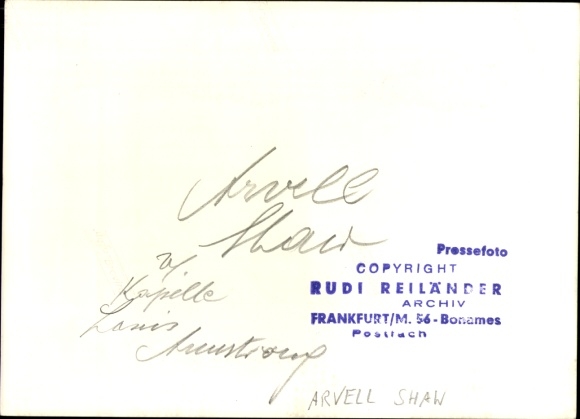 Arvell
Shaw
v/
Kapelle
Louis
Armstrong
Pressefoto
COPYRIGHT
RUDI REILÄNDER
ARCHIV
FRANKFURT/M. 56 - Bonames
Postfach
ARVELL SHAW